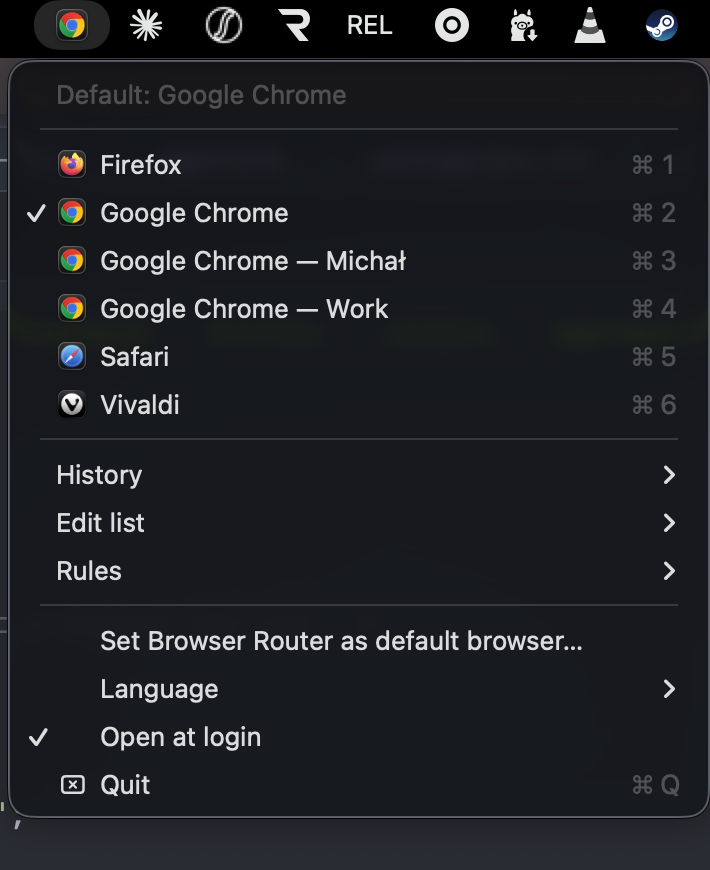 REL
Default: Google Chrome
Firefox ⌘ 1
Google Chrome ⌘ 2
Google Chrome — Michał ⌘ 3
Google Chrome — Work ⌘ 4
Safari ⌘ 5
Vivaldi ⌘ 6
History
Edit list
Rules
Set Browser Router as default browser...
Language
Open at login
Quit ⌘ Q
',